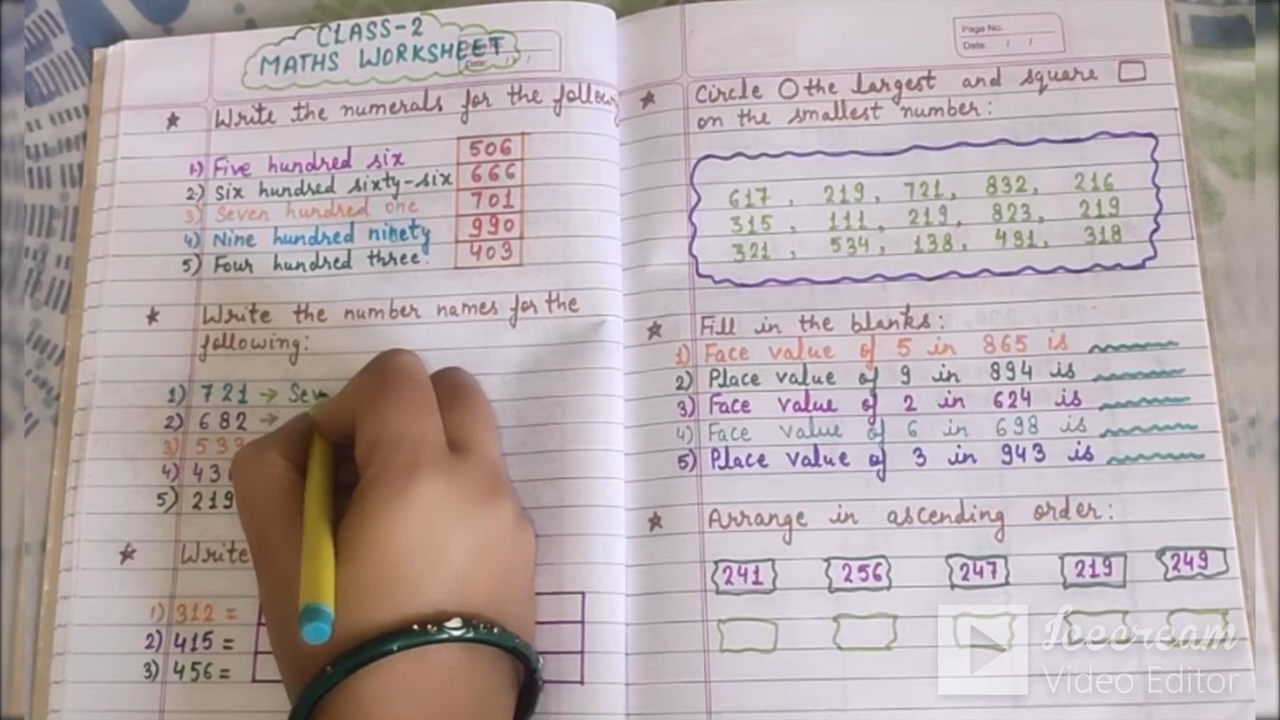 CLASS-2
MATHS WORKSHEET
Date:
★ Write the numerals for the followi
1) Five hundred six 506
2) Six hundred sixty-six 666
3) Seven hundred one 701
4) Nine hundred ninety 990
5) Four hundred three. 403
★ Write the number names for the
following:
1) 721 → Sev
2) 682 →
3) 533
4) 436
5) 219
★ Write
1) 312 =
2) 415 =
3) 456 =
Page No.
Date: / /
★ Circle O the largest and square □
on the smallest number:
617, 219, 721, 832, 216
315, 111, 219, 823, 219
321, 534, 138, 491, 318
★ Fill in the blanks:
1) Face value of 5 in 865 is
2) Place value of 9 in 894 is
3) Face value of 2 in 624 is
4) Face value of 6 in 698 is
5) Place value of 3 in 943 is
★ Arrange in ascending order:
241 256 247 219 249
Icecream
Video Editor